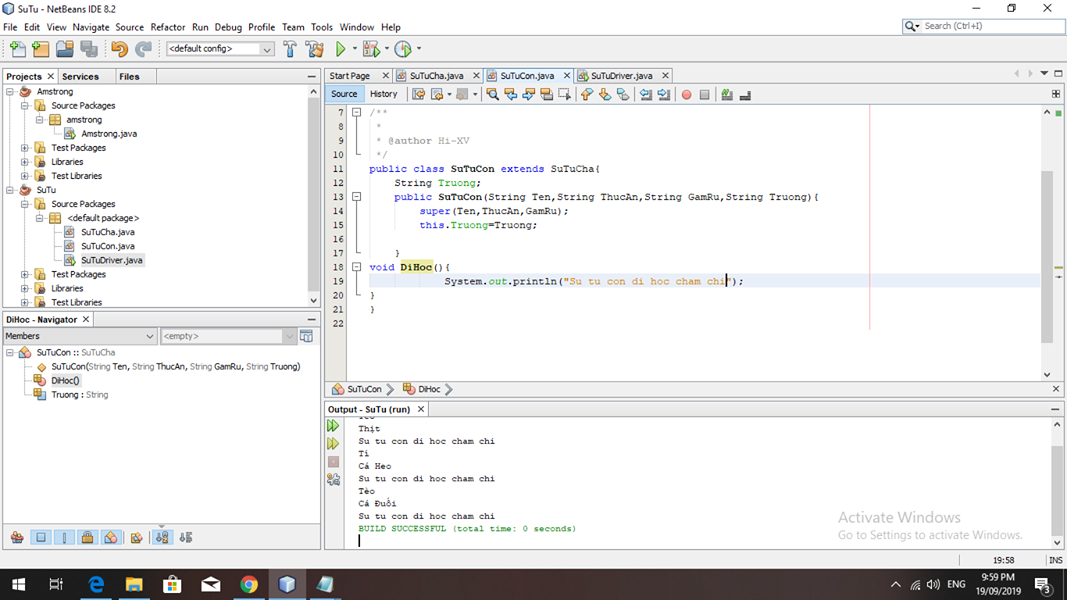 SuTu - NetBeans IDE 8.2
File Edit View Navigate Source Refactor Run Debug Profile Team Tools Window Help
Search (Ctrl+I)
<default config>
Projects Services Files
Amstrong
Source Packages
amstrong
Amstrong.java
Test Packages
Libraries
Test Libraries
SuTu
Source Packages
<default package>
SuTuCha.java
SuTuCon.java
SuTuDriver.java
Test Packages
Libraries
Test Libraries
DiHoc - Navigator
Members <empty>
SuTuCon :: SuTuCha
SuTuCon(String Ten, String ThucAn, String GamRu, String Truong)
DiHoc()
Truong : String
Start Page SuTuCha.java SuTuCon.java SuTuDriver.java
Source History
7 /**
8 *
9 * @author Hi-XV
10 */
11 public class SuTuCon extends SuTuCha{
12 String Truong;
13 public SuTuCon(String Ten,String ThucAn,String GamRu,String Truong){
14 super(Ten,ThucAn,GamRu);
15 this.Truong=Truong;
16
17 }
18 void DiHoc(){
19 System.out.println("Su tu con di hoc cham chi");
20 }
21 }
22
SuTuCon DiHoc
Output - SuTu (run)
Thịt
Su tu con di hoc cham chi
Tí
Cá Heo
Su tu con di hoc cham chi
Tèo
Cá Đuối
Su tu con di hoc cham chi
BUILD SUCCESSFUL (total time: 0 seconds)
Activate Windows
Go to Settings to activate Windows.
19:58 INS
ENG
9:59 PM
19/09/2019
3